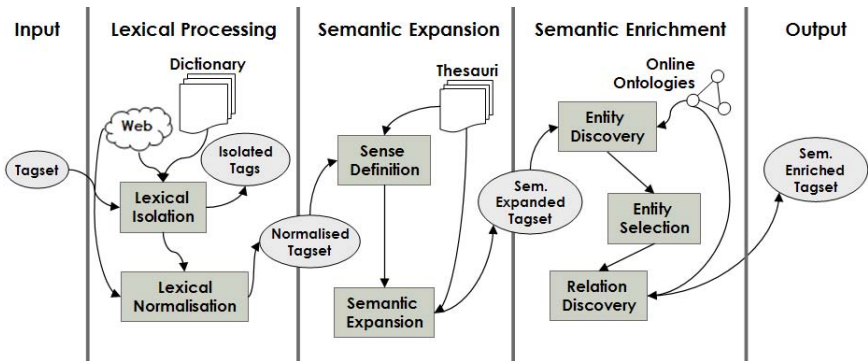 Input
Lexical Processing
Semantic Expansion
Semantic Enrichment
Output
Dictionary
Web
Tagset
Isolated
Tags
Lexical
Isolation
Lexical
Normalisation
Normalised
Tagset
Thesauri
Sense
Definition
Semantic
Expansion
Sem.
Expanded
Tagset
Online
Ontologies
Entity
Discovery
Entity
Selection
Relation
Discovery
Sem.
Enriched
Tagset